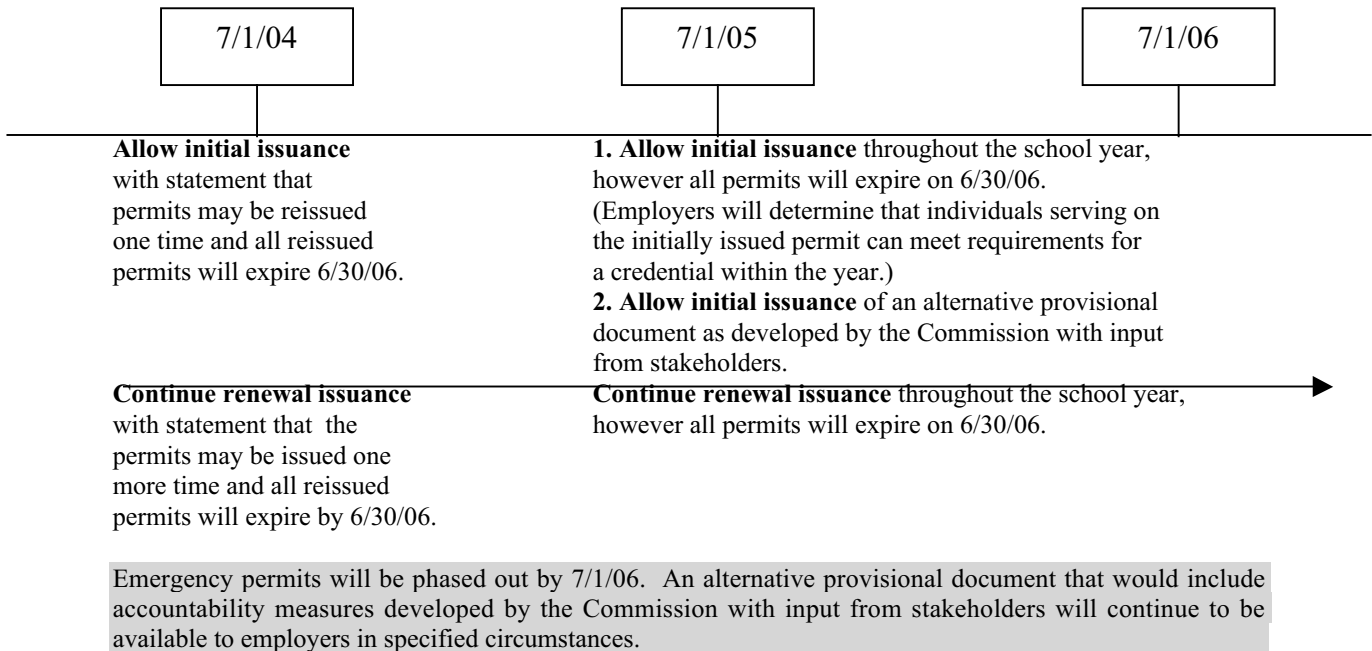 7/1/04
7/1/05
7/1/06
Allow initial issuance
with statement that
permits may be reissued
one time and all reissued
permits will expire 6/30/06.
1. Allow initial issuance throughout the school year,
however all permits will expire on 6/30/06.
(Employers will determine that individuals serving on
the initially issued permit can meet requirements for
a credential within the year.)
2. Allow initial issuance of an alternative provisional
document as developed by the Commission with input
from stakeholders.
Continue renewal issuance
with statement that the
permits may be issued one
more time and all reissued
permits will expire by 6/30/06.
Continue renewal issuance throughout the school year,
however all permits will expire on 6/30/06.
Emergency permits will be phased out by 7/1/06. An alternative provisional document that would include
accountability measures developed by the Commission with input from stakeholders will continue to be
available to employers in specified circumstances.